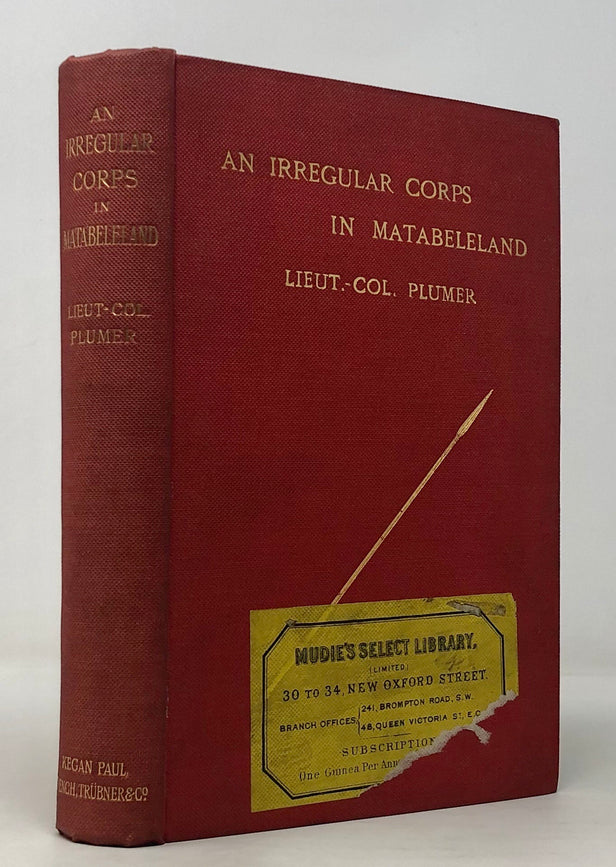 AN
IRREGULAR
CORPS
IN
MATABELELAND
LIEUT-COL.
PLUMER
KEGAN PAUL,
TRÜBNER & Cº
AN IRREGULAR CORPS
IN MATABELELAND
LIEUT.-COL. PLUMER
MUDIE'S SELECT LIBRARY,
(LIMITED)
30 TO 34, NEW OXFORD STREET.
BRANCH OFFICES, 241, BROMPTON ROAD, S.W.
48, QUEEN VICTORIA ST, E.C
SUBSCRIPTION
One Guinea Per